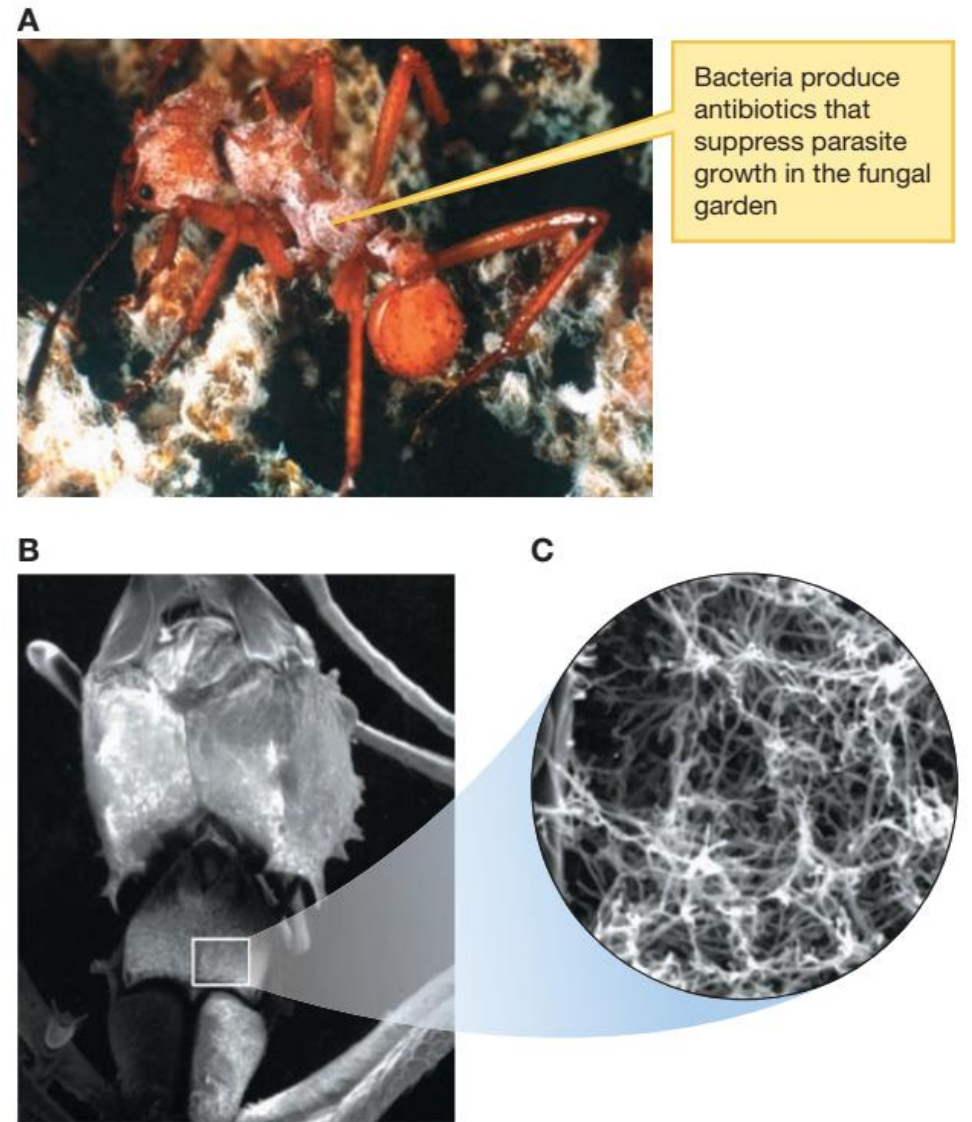 A
Bacteria produce
antibiotics that
suppress parasite
growth in the fungal
garden
B
C